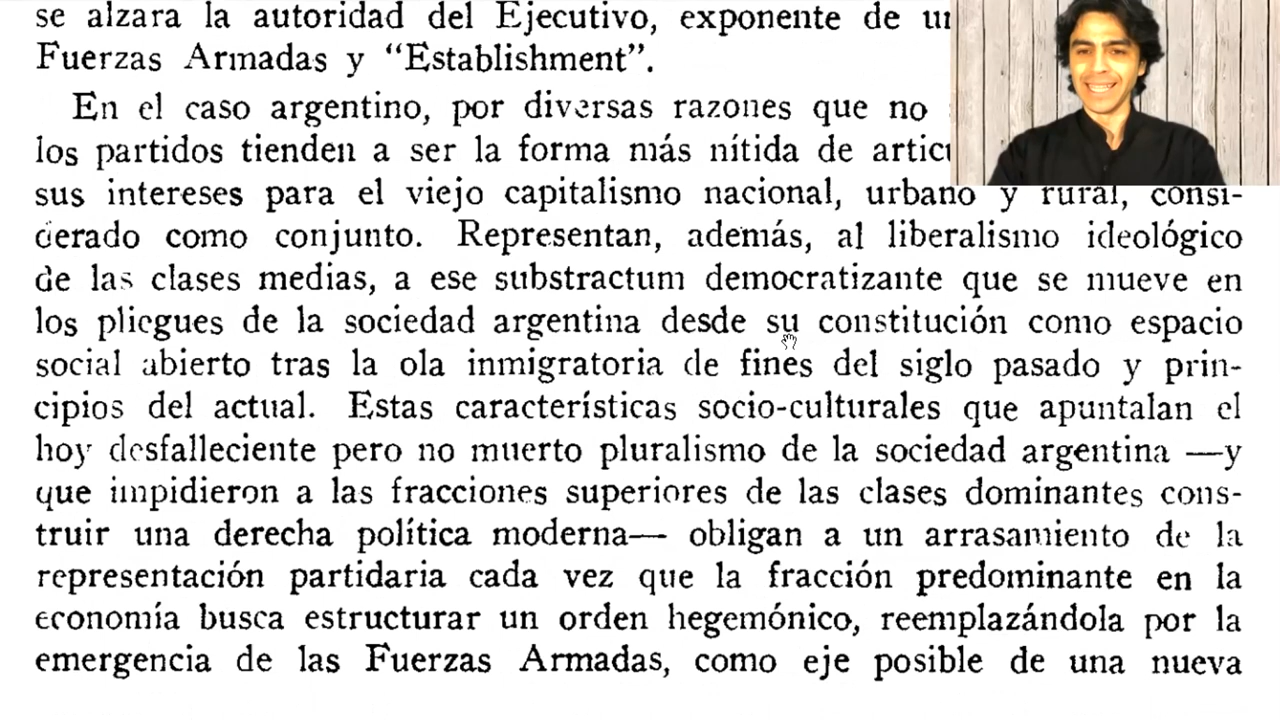 se alzara la autoridad del Ejecutivo, exponente de
Fuerzas Armadas y “Establishment”.
En el caso argentino, por diversas razones que no
los partidos tienden a ser la forma más nítida de
sus intereses para el viejo capitalismo nacional, urbano y rural, consi-
derado como conjunto. Representan, además, al liberalismo ideológico
de las clases medias, a ese substractum democratizante que se mueve en
los pliegues de la sociedad argentina desde su constitución como espacio
social abierto tras la ola inmigratoria de fines del siglo pasado y prin-
cipios del actual. Estas características socio-culturales que apuntalan el
hoy desfalleciente pero no muerto pluralismo de la sociedad argentina —y
que impidieron a las fracciones superiores de las clases dominantes cons-
truir una derecha política moderna— obligan a un arrasamiento de la
representación partidaria cada vez que la fracción predominante en la
economía busca estructurar un orden hegemónico, reemplazándola por la
emergencia de las Fuerzas Armadas, como eje posible de una nueva